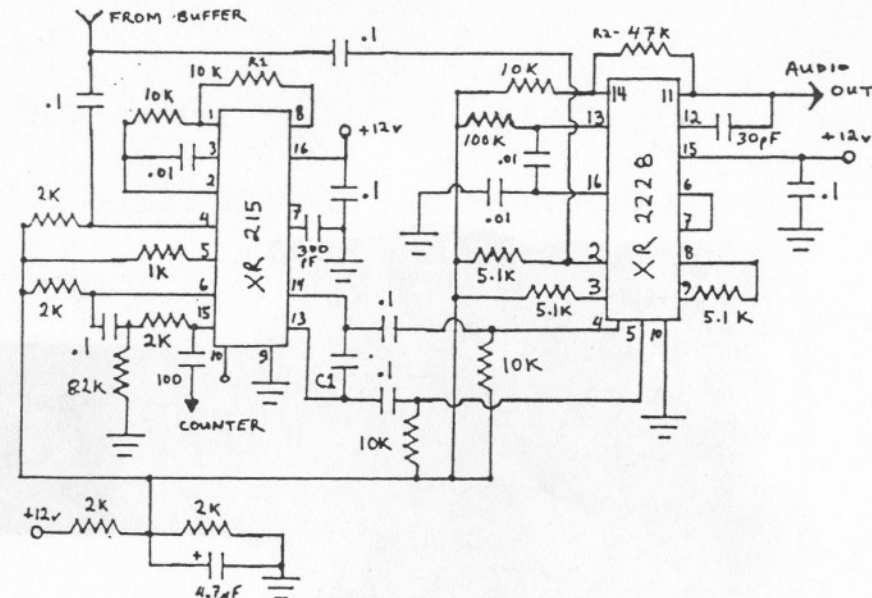 FROM BUFFER
.1
.1
10K
R1
10K
1
8
3
.01
2
16
+12v
.1
7
300
pF
2K
4
XR 215
1K
5
2K
6
14
15
13
2K
.1
10
9
8.2K
100
COUNTER
C1
.1
.1
10K
10K
R2-47K
10K
14
11
AUDIO
OUT
13
12
30pF
100K
.01
15
+12v
16
.01
6
.1
7
XR 2228
2
5.1K
8
3
9
5.1K
5.1K
4
5
10
+12v
2K
2K
+
4.7µF